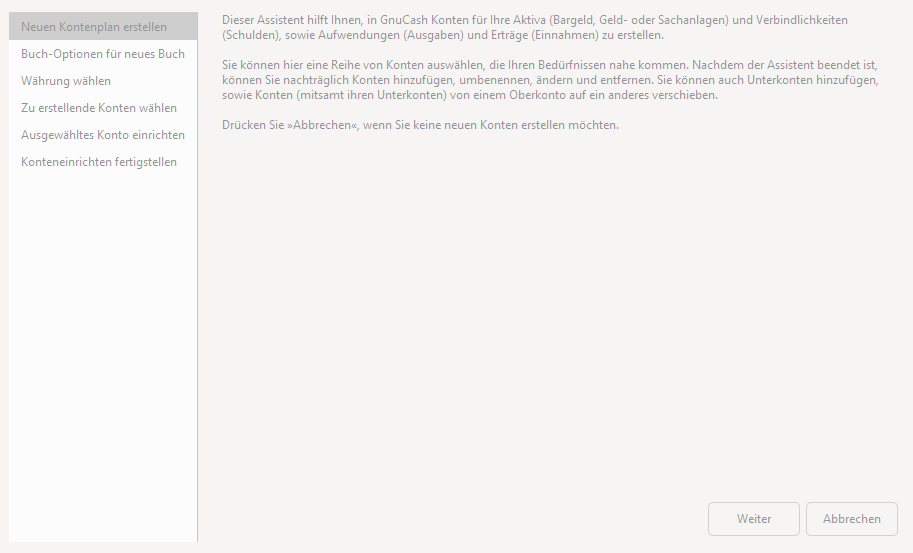 Neuen Kontenplan erstellen
Buch-Optionen für neues Buch
Währung wählen
Zu erstellende Konten wählen
Ausgewähltes Konto einrichten
Konteneinrichten fertigstellen
Dieser Assistent hilft Ihnen, in GnuCash Konten für Ihre Aktiva (Bargeld, Geld- oder Sachanlagen) und Verbindlichkeiten
(Schulden), sowie Aufwendungen (Ausgaben) und Erträge (Einnahmen) zu erstellen.
Sie können hier eine Reihe von Konten auswählen, die Ihren Bedürfnissen nahe kommen. Nachdem der Assistent beendet ist,
können Sie nachträglich Konten hinzufügen, umbenennen, ändern und entfernen. Sie können auch Unterkonten hinzufügen,
sowie Konten (mitsamt ihren Unterkonten) von einem Oberkonto auf ein anderes verschieben.
Drücken Sie »Abbrechen«, wenn Sie keine neuen Konten erstellen möchten.
Weiter
Abbrechen